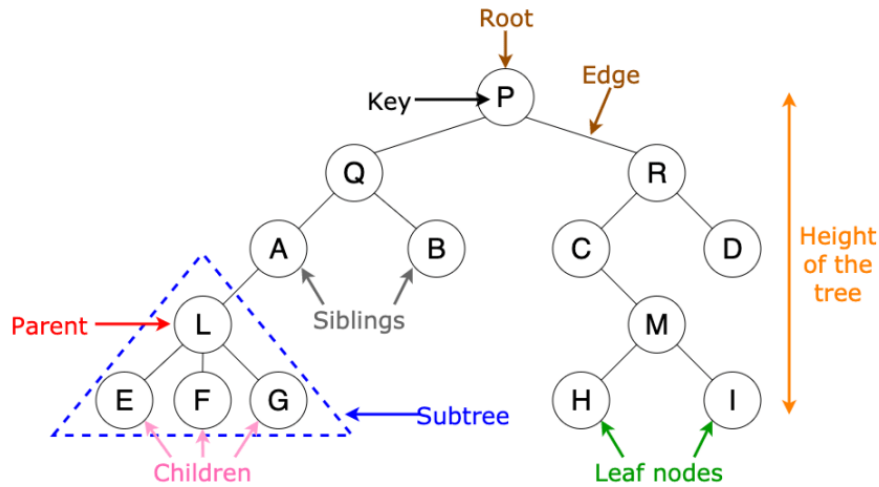 Root
Edge
Key
P
Q
R
A
B
C
D
Height
of the
tree
Siblings
Parent
L
M
E
F
G
H
I
Subtree
Children
Leaf nodes